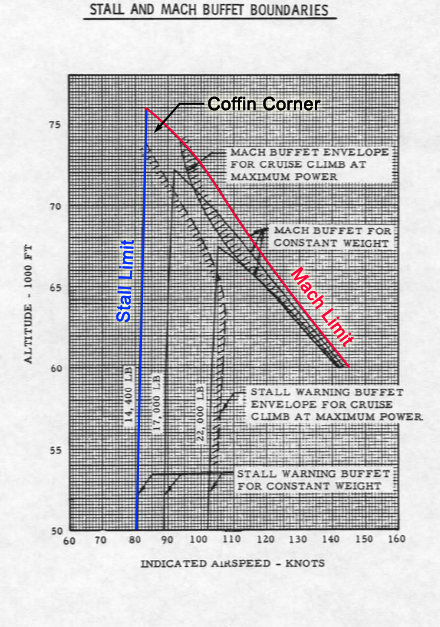 STALL AND MACH BUFFET BOUNDARIES
Coffin Corner
75
MACH BUFFET ENVELOPE
FOR CRUISE CLIMB AT
MAXIMUM POWER
70
MACH BUFFET FOR
CONSTANT WEIGHT
Stall Limit
65
Mach Limit
ALTITUDE - 1000 FT
60
14,400 LB
17,000 LB
22,000 LB
STALL WARNING BUFFET
ENVELOPE FOR CRUISE
CLIMB AT MAXIMUM POWER
55
STALL WARNING BUFFET
FOR CONSTANT WEIGHT
50
60 70 80 90 100 110 120 130 140 150 160
INDICATED AIRSPEED - KNOTS